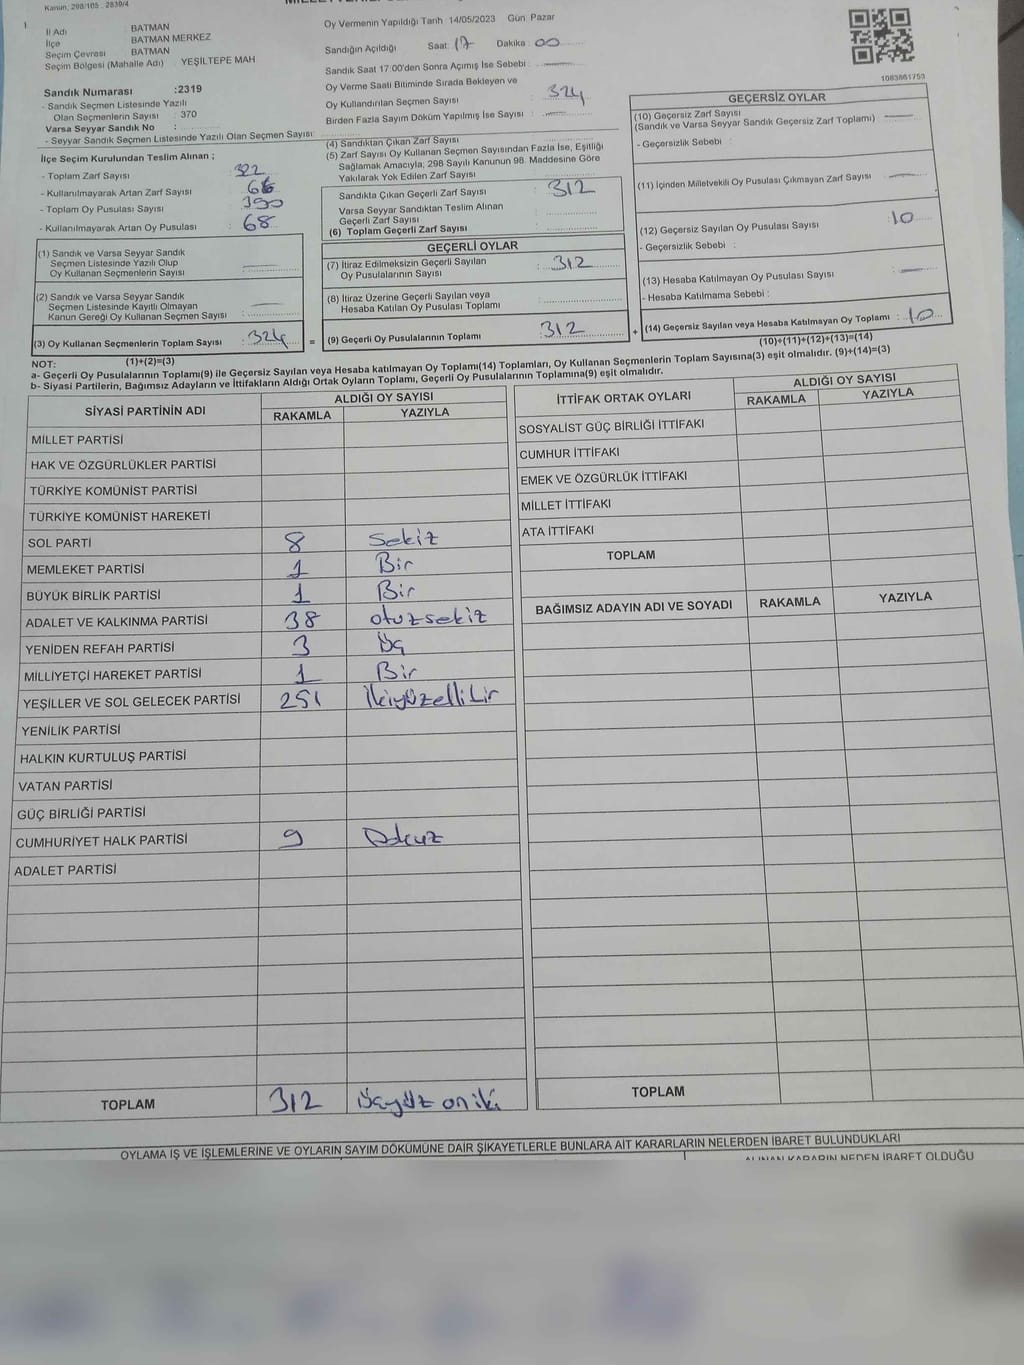 Kanun, 298/105 . 2839/4
İl Adı BATMAN
İlçe BATMAN MERKEZ
Seçim Çevresi BATMAN
Seçim Bölgesi (Mahalle Adı) YEŞİLTEPE MAH
Sandık Numarası :2319
- Sandık Seçmen Listesinde Yazılı
Olan Seçmenlerin Sayısı : 370
Varsa Seyyar Sandık No :
- Seyyar Sandık Seçmen Listesinde Yazılı Olan Seçmen Sayısı :
İlçe Seçim Kurulundan Teslim Alınan ;
- Toplam Zarf Sayısı
- Kullanılmayarak Artan Zarf Sayısı
- Toplam Oy Pusulası Sayısı
- Kullanılmayarak Artan Oy Pusulası : 68
(1) Sandık ve Varsa Seyyar Sandık
Seçmen Listesinde Yazılı Olup
Oy Kullanan Seçmenlerin Sayısı :
(2) Sandık ve Varsa Seyyar Sandık
Seçmen Listesinde Kayıtlı Olmayan
Kanun Gereği Oy Kullanan Seçmen Sayısı :
(3) Oy Kullanan Seçmenlerin Toplam Sayısı : 324 =
Oy Vermenin Yapıldığı Tarih 14/05/2023 Gün: Pazar
Sandığın Açıldığı Saat: 17 Dakika : 00
Sandık Saat 17:00'den Sonra Açılmış İse Sebebi :
Oy Verme Saati Bitiminde Sırada Bekleyen ve
Oy Kullandırılan Seçmen Sayısı : 324
Birden Fazla Sayım Döküm Yapılmış İse Sayısı :
(4) Sandıktan Çıkan Zarf Sayısı
(5) Zarf Sayısı Oy Kullanan Seçmen Sayısından Fazla İse, Eşitliği
Sağlamak Amacıyla, 298 Sayılı Kanunun 98. Maddesine Göre
Yakılarak Yok Edilen Zarf Sayısı
Sandıkta Çıkan Geçerli Zarf Sayısı : 312
Varsa Seyyar Sandıktan Teslim Alınan
Geçerli Zarf Sayısı
(6) Toplam Geçerli Zarf Sayısı
GEÇERLİ OYLAR
(7) İtiraz Edilmeksizin Geçerli Sayılan
Oy Pusulalarının Sayısı : 312
(8) İtiraz Üzerine Geçerli Sayılan veya
Hesaba Katılan Oy Pusulası Toplamı
(9) Geçerli Oy Pusulalarının Toplamı : 312 +
1083861753
GEÇERSİZ OYLAR
(10) Geçersiz Zarf Sayısı
(Sandık ve Varsa Seyyar Sandık Geçersiz Zarf Toplamı) :
- Geçersizlik Sebebi :
(11) İçinden Milletvekili Oy Pusulası Çıkmayan Zarf Sayısı
(12) Geçersiz Sayılan Oy Pusulası Sayısı : 10
- Geçersizlik Sebebi :
(13) Hesaba Katılmayan Oy Pusulası Sayısı
- Hesaba Katılmama Sebebi :
(14) Geçersiz Sayılan veya Hesaba Katılmayan Oy Toplamı : 10
NOT: (1)+(2)=(3) (10)+(11)+(12)+(13)=(14)
a- Geçerli Oy Pusulalarının Toplamı(9) ile Geçersiz Sayılan veya Hesaba katılmayan Oy Toplamı(14) Toplamları, Oy Kullanan Seçmenlerin Toplam Sayısına(3) eşit olmalıdır. (9)+(14)=(3)
b- Siyasi Partilerin, Bağımsız Adayların ve İttifakların Aldığı Ortak Oyların Toplamı, Geçerli Oy Pusulalarının Toplamına(9) eşit olmalıdır.
SİYASİ PARTİNİN ADI ALDIĞI OY SAYISI
RAKAMLA YAZIYLA
MİLLET PARTİSİ
HAK VE ÖZGÜRLÜKLER PARTİSİ
TÜRKİYE KOMÜNİST PARTİSİ
TÜRKİYE KOMÜNİST HAREKETİ
SOL PARTİ 8 Sekiz
MEMLEKET PARTİSİ 1 Bir
BÜYÜK BİRLİK PARTİSİ 1 Bir
ADALET VE KALKINMA PARTİSİ 38 otuzsekiz
YENİDEN REFAH PARTİSİ 3 Üç
MİLLİYETÇİ HAREKET PARTİSİ 1 Bir
YEŞİLLER VE SOL GELECEK PARTİSİ 251 İkiyüzellibir
YENİLİK PARTİSİ
HALKIN KURTULUŞ PARTİSİ
VATAN PARTİSİ
GÜÇ BİRLİĞİ PARTİSİ
CUMHURİYET HALK PARTİSİ 9 Dokuz
ADALET PARTİSİ
TOPLAM 312 Üçyüz on iki
İTTİFAK ORTAK OYLARI ALDIĞI OY SAYISI
RAKAMLA YAZIYLA
SOSYALİST GÜÇ BİRLİĞİ İTTİFAKI
CUMHUR İTTİFAKI
EMEK VE ÖZGÜRLÜK İTTİFAKI
MİLLET İTTİFAKI
ATA İTTİFAKI
TOPLAM
BAĞIMSIZ ADAYIN ADI VE SOYADI RAKAMLA YAZIYLA
TOPLAM
OYLAMA İŞ VE İŞLEMLERİNE VE OYLARIN SAYIM DÖKÜMÜNE DAİR ŞİKAYETLERLE BUNLARA AİT KARARLARIN NELERDEN İBARET BULUNDUKLARI
ALINAN KARARIN NEDEN İBARET OLDUĞU